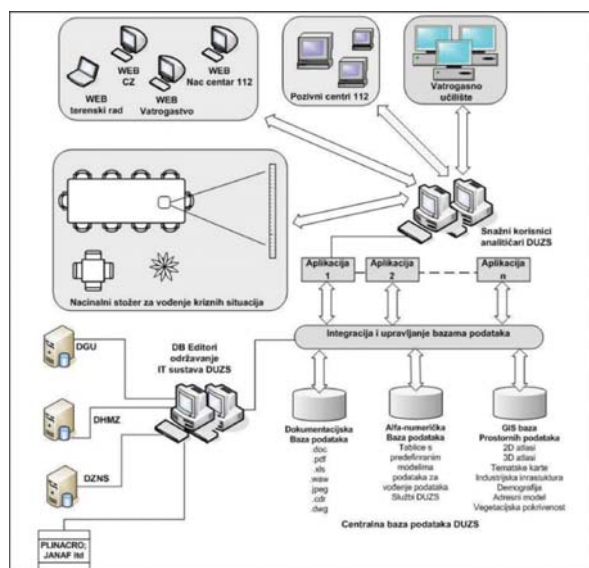 WEB
terenski rad
WEB
CZ
WEB
Vatrogastvo
WEB
Nac centar 112
Pozivni centri 112
Vatrogasno
učilište
Snažni korisnici
analitičari DUZS
Nacinalni stožer za vođenje kriznih situacija
Aplikacija
1
Aplikacija
2
Aplikacija
n
Integracija i upravljanje bazama podataka
DGU
DHMZ
DZNS
DB Editori
održavanje
IT sustava DUZS
PLINACRO;
JANAF itd
Dokumentacijska
Baza podataka
.doc
.pdf
.xls
.waw
.jpeg
.cdr
.dwg
Alfa-numerička
Baza podataka
Tablice s
predefiniranim
modelima
podataka za
vođenje podataka
Službi DUZS
GIS baza
Prostornih podataka
2D atlasi
3D atlasi
Tematske karte
Industrijska inrastuktura
Demografija
Adresni model
Vegetacijska pokrivenost
Centralna baza podataka DUZS